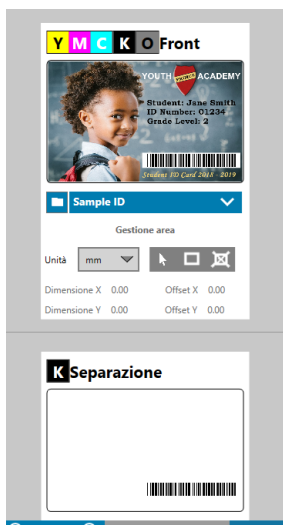 Y M C K O Front
YOUTH PRINCE ACADEMY
Student: Jane Smith
ID Number: 01234
Grade Level: 2
Student ID Card 2018 - 2019
Sample ID
Gestione area
Unità mm
Dimensione X 0.00 Offset X 0.00
Dimensione Y 0.00 Offset Y 0.00
K Separazione